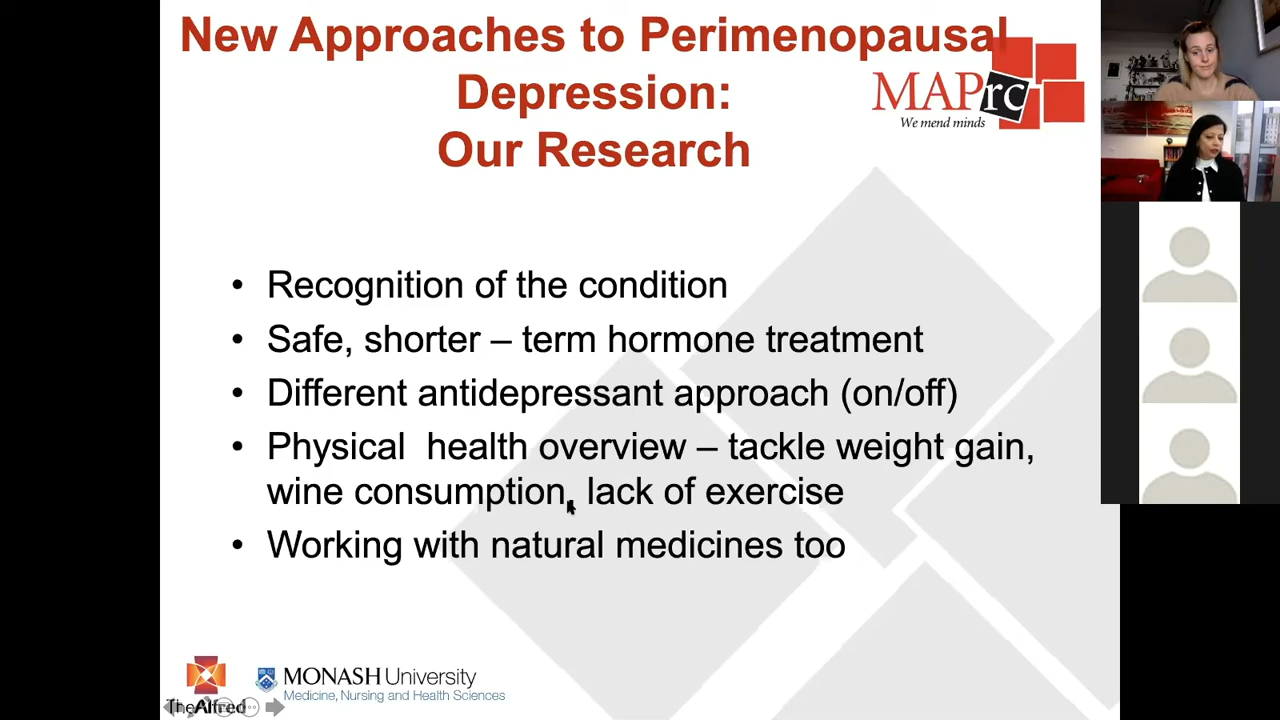 New Approaches to Perimenopausal
Depression:
Our Research
MAPrc
We mend minds
• Recognition of the condition
• Safe, shorter – term hormone treatment
• Different antidepressant approach (on/off)
• Physical  health overview – tackle weight gain,
wine consumption, lack of exercise
• Working with natural medicines too
TheAlfred
MONASH University
Medicine, Nursing and Health Sciences